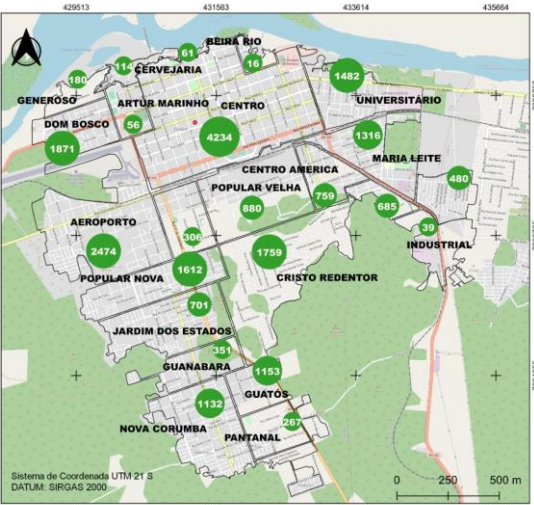 429513 431563 433614 435664
BEIRA RIO
61
114
16
CERVEJARIA
180
1482
GENEROSO
ARTUR MARINHO
CENTRO
UNIVERSITÁRIO
DOM BOSCO
56
4234
1316
1871
MARIA LEITE
CENTRO AMERICA
480
POPULAR VELHA
759
880
685
AEROPORTO
39
306
INDUSTRIAL
2474
1759
1612
POPULAR NOVA
CRISTO REDENTOR
701
JARDIM DOS ESTADOS
351
GUANABARA
1153
GUATÓS
1132
NOVA CORUMBA
267
PANTANAL
Sistema de Coordenada UTM 21 S
DATUM: SIRGAS 2000
0 250 500 m